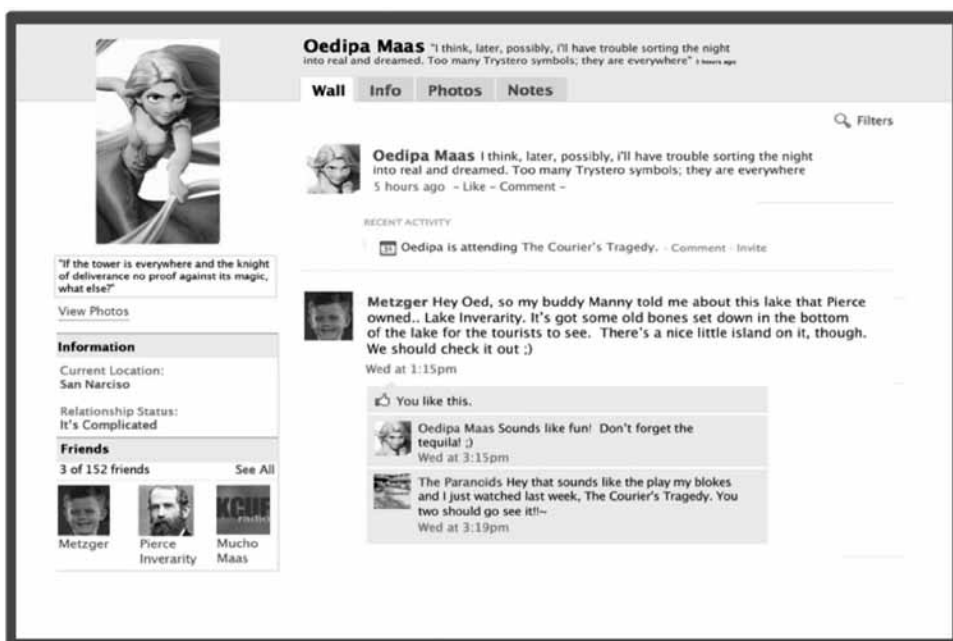 Oedipa Maas "I think, later, possibly, i'll have trouble sorting the night
into real and dreamed. Too many Trystero symbols; they are everywhere" 5 hours ago
Wall Info Photos Notes
Filters
Oedipa Maas I think, later, possibly, i'll have trouble sorting the night
into real and dreamed. Too many Trystero symbols; they are everywhere
5 hours ago - Like - Comment -
RECENT ACTIVITY
Oedipa is attending The Courier's Tragedy. · Comment · Invite
"If the tower is everywhere and the knight
of deliverance no proof against its magic,
what else?"
View Photos
Information
Current Location:
San Narciso
Relationship Status:
It's Complicated
Friends
3 of 152 friends See All
Metzger
Pierce
Inverarity
KCUF
radio
Mucho
Maas
Metzger Hey Oed, so my buddy Manny told me about this lake that Pierce
owned.. Lake Inverarity. It's got some old bones set down in the bottom
of the lake for the tourists to see. There's a nice little island on it, though.
We should check it out ;)
Wed at 1:15pm
You like this.
Oedipa Maas Sounds like fun! Don't forget the
tequila! ;)
Wed at 3:15pm
The Paranoids Hey that sounds like the play my blokes
and I just watched last week, The Courier's Tragedy. You
two should go see it!!~
Wed at 3:19pm